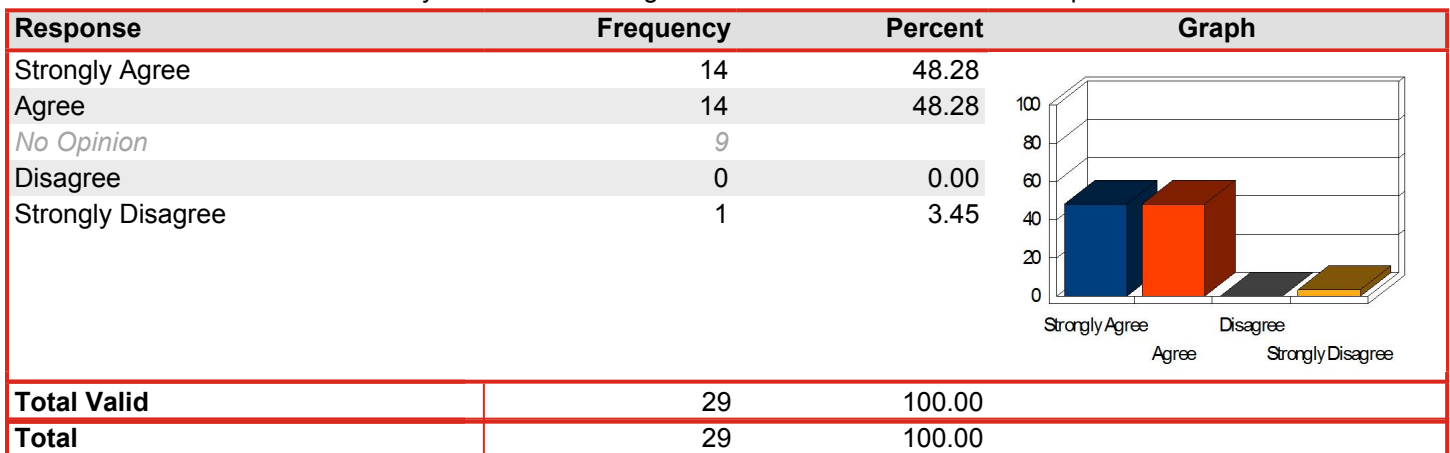 Response Frequency Percent Graph
Strongly Agree 14 48.28
Agree 14 48.28
No Opinion 9
Disagree 0 0.00
Strongly Disagree 1 3.45
100
80
60
40
20
0
Strongly Agree Disagree
Agree Strongly Disagree
Total Valid 29 100.00
Total 29 100.00